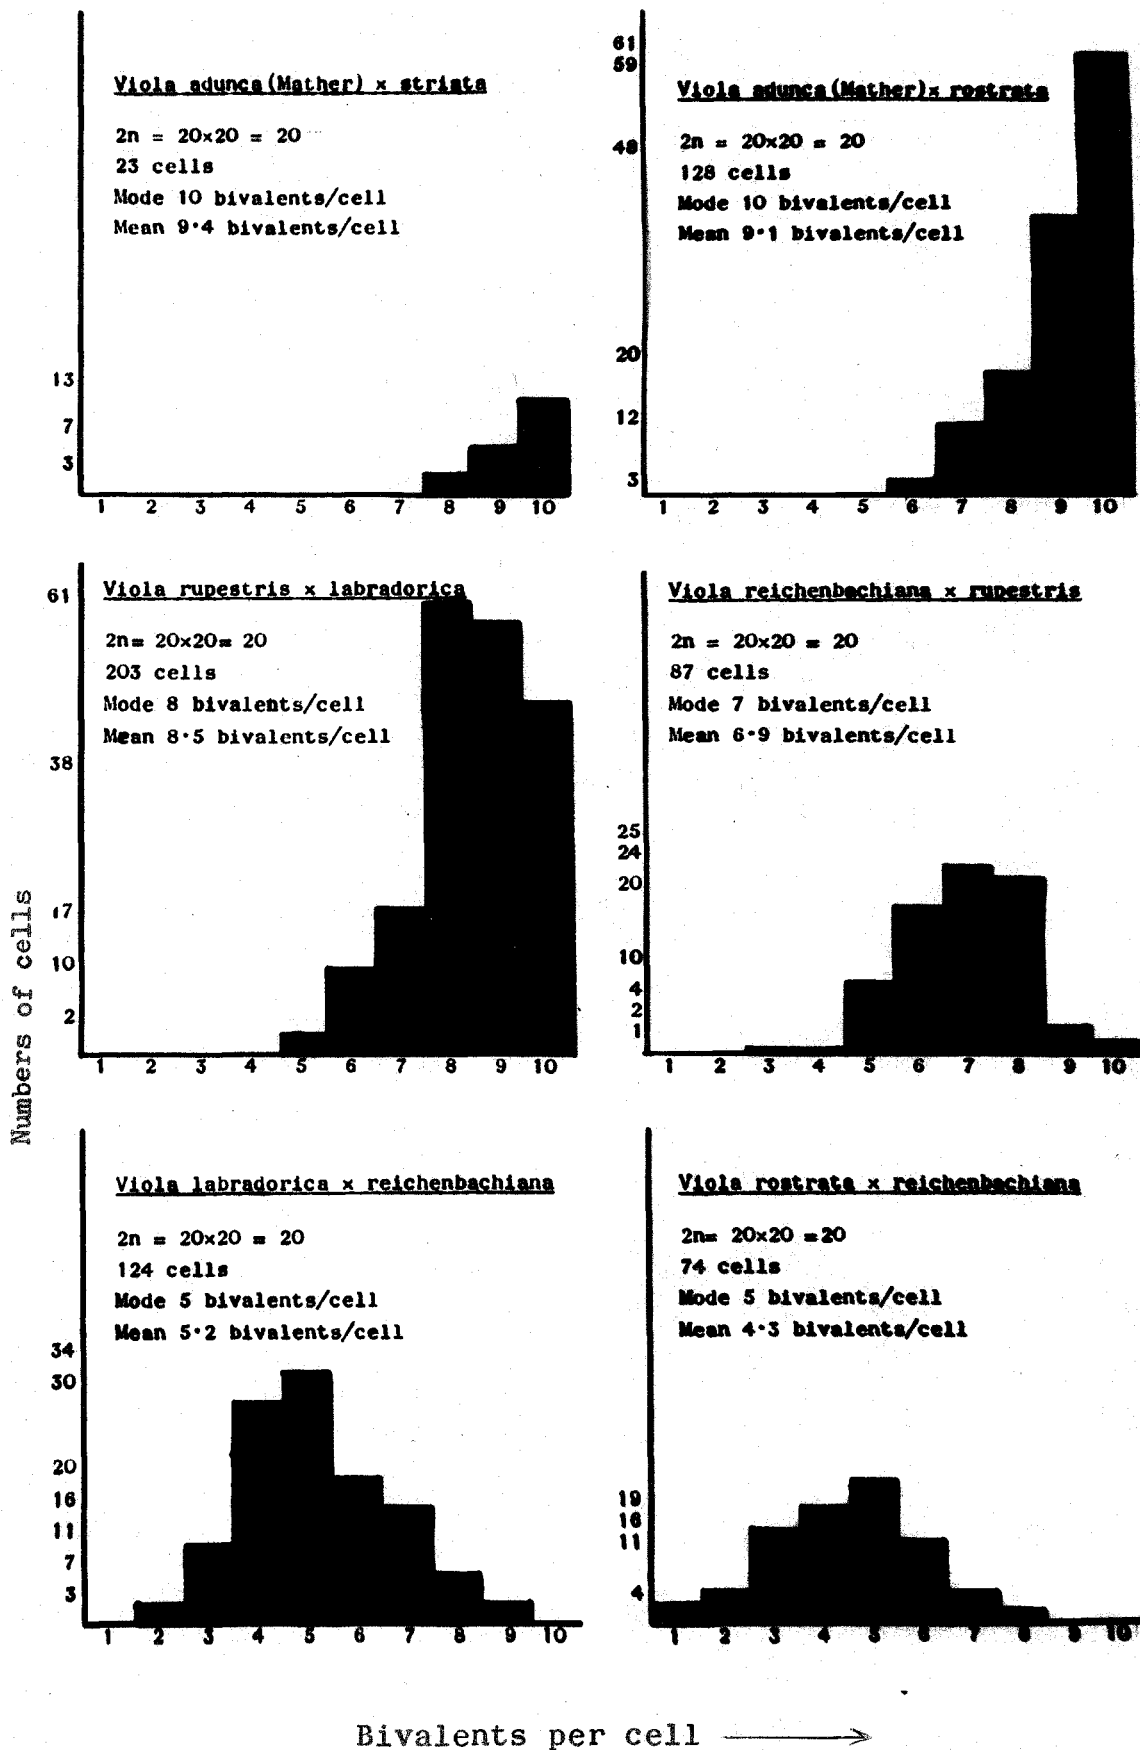 Viola adunca (Mather) × striata
2n = 20×20 = 20
23 cells
Mode 10 bivalents/cell
Mean 9·4 bivalents/cell
13
7
3
1 2 3 4 5 6 7 8 9 10
Viola adunca (Mather) × rostrata
2n = 20×20 = 20
128 cells
Mode 10 bivalents/cell
Mean 9·1 bivalents/cell
61
59
48
20
12
3
1 2 3 4 5 6 7 8 9 10
Viola rupestris × labradorica
2n= 20×20= 20
203 cells
Mode 8 bivalents/cell
Mean 8·5 bivalents/cell
61
38
17
10
2
1 2 3 4 5 6 7 8 9 10
Viola reichenbachiana × rupestris
2n = 20×20 = 20
87 cells
Mode 7 bivalents/cell
Mean 6·9 bivalents/cell
25
24
20
10
4
2
1
1 2 3 4 5 6 7 8 9 10
Viola labradorica × reichenbachiana
2n = 20×20 = 20
124 cells
Mode 5 bivalents/cell
Mean 5·2 bivalents/cell
34
30
20
16
11
7
3
1 2 3 4 5 6 7 8 9 10
Viola rostrata × reichenbachiana
2n= 20×20 =20
74 cells
Mode 5 bivalents/cell
Mean 4·3 bivalents/cell
19
16
11
4
1 2 3 4 5 6 7 8 9 10
Numbers of cells
Bivalents per cell →